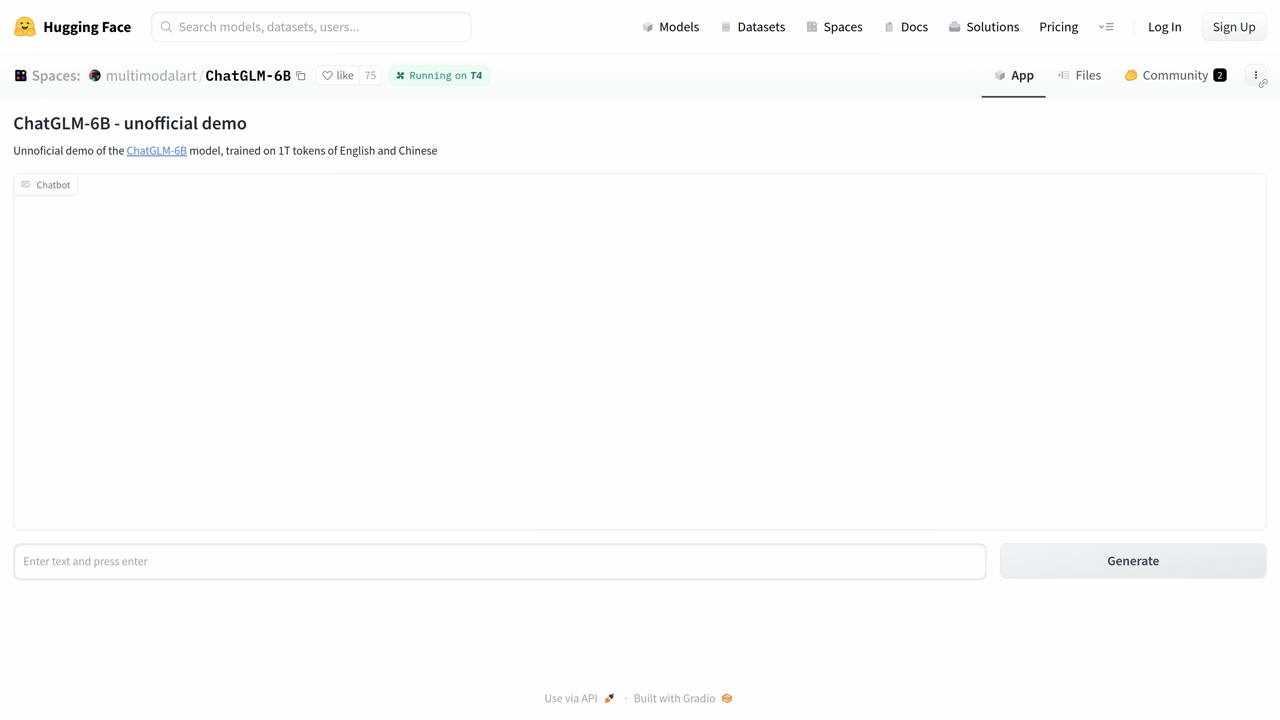 Hugging Face
Search models, datasets, users...
Models
Datasets
Spaces
Docs
Solutions
Pricing
Log In
Sign Up
Spaces:
multimodalart/ChatGLM-6B
like
75
Running on T4
App
Files
Community
2
ChatGLM-6B - unofficial demo
Unnoficial demo of the ChatGLM-6B model, trained on 1T tokens of English and Chinese
Chatbot
Enter text and press enter
Generate
Use via API
· Built with Gradio